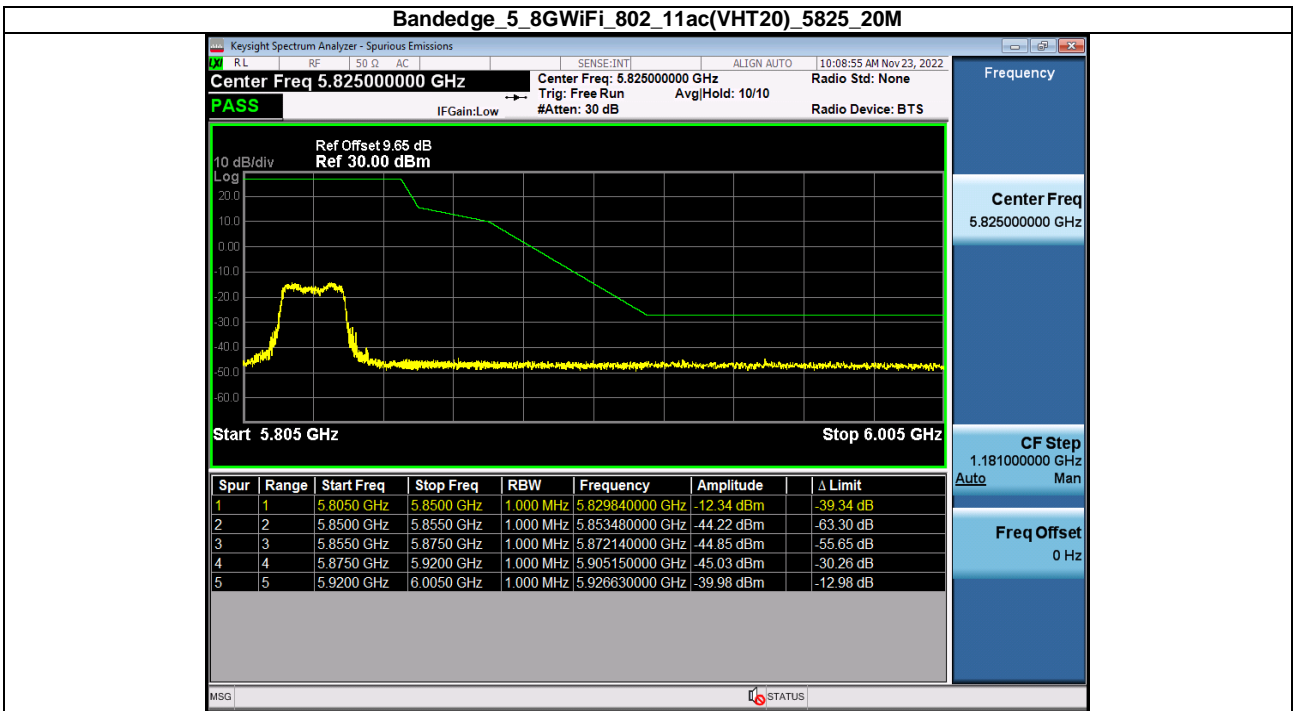 Bandedge_5_8GWiFi_802_11ac(VHT20)_5825_20M
Keysight Spectrum Analyzer - Spurious Emissions
LXI RL RF 50 Ω AC SENSE:INT ALIGN AUTO 10:08:55 AM Nov 23, 2022
Center Freq 5.825000000 GHz
Center Freq: 5.825000000 GHz
Radio Std: None
Trig: Free Run Avg|Hold: 10/10
PASS
IFGain:Low
#Atten: 30 dB
Radio Device: BTS
Ref Offset 9.65 dB
10 dB/div Ref 30.00 dBm
Log
20.0
10.0
0.00
-10.0
-20.0
-30.0
-40.0
-50.0
-60.0
Start 5.805 GHz Stop 6.005 GHz
Spur Range Start Freq Stop Freq RBW Frequency Amplitude Δ Limit
1 1 5.8050 GHz 5.8500 GHz 1.000 MHz 5.829840000 GHz -12.34 dBm -39.34 dB
2 2 5.8500 GHz 5.8550 GHz 1.000 MHz 5.853480000 GHz -44.22 dBm -63.30 dB
3 3 5.8550 GHz 5.8750 GHz 1.000 MHz 5.872140000 GHz -44.85 dBm -55.65 dB
4 4 5.8750 GHz 5.9200 GHz 1.000 MHz 5.905150000 GHz -45.03 dBm -30.26 dB
5 5 5.9200 GHz 6.0050 GHz 1.000 MHz 5.926630000 GHz -39.98 dBm -12.98 dB
Frequency
Center Freq
5.825000000 GHz
CF Step
1.181000000 GHz
Auto Man
Freq Offset
0 Hz
MSG STATUS